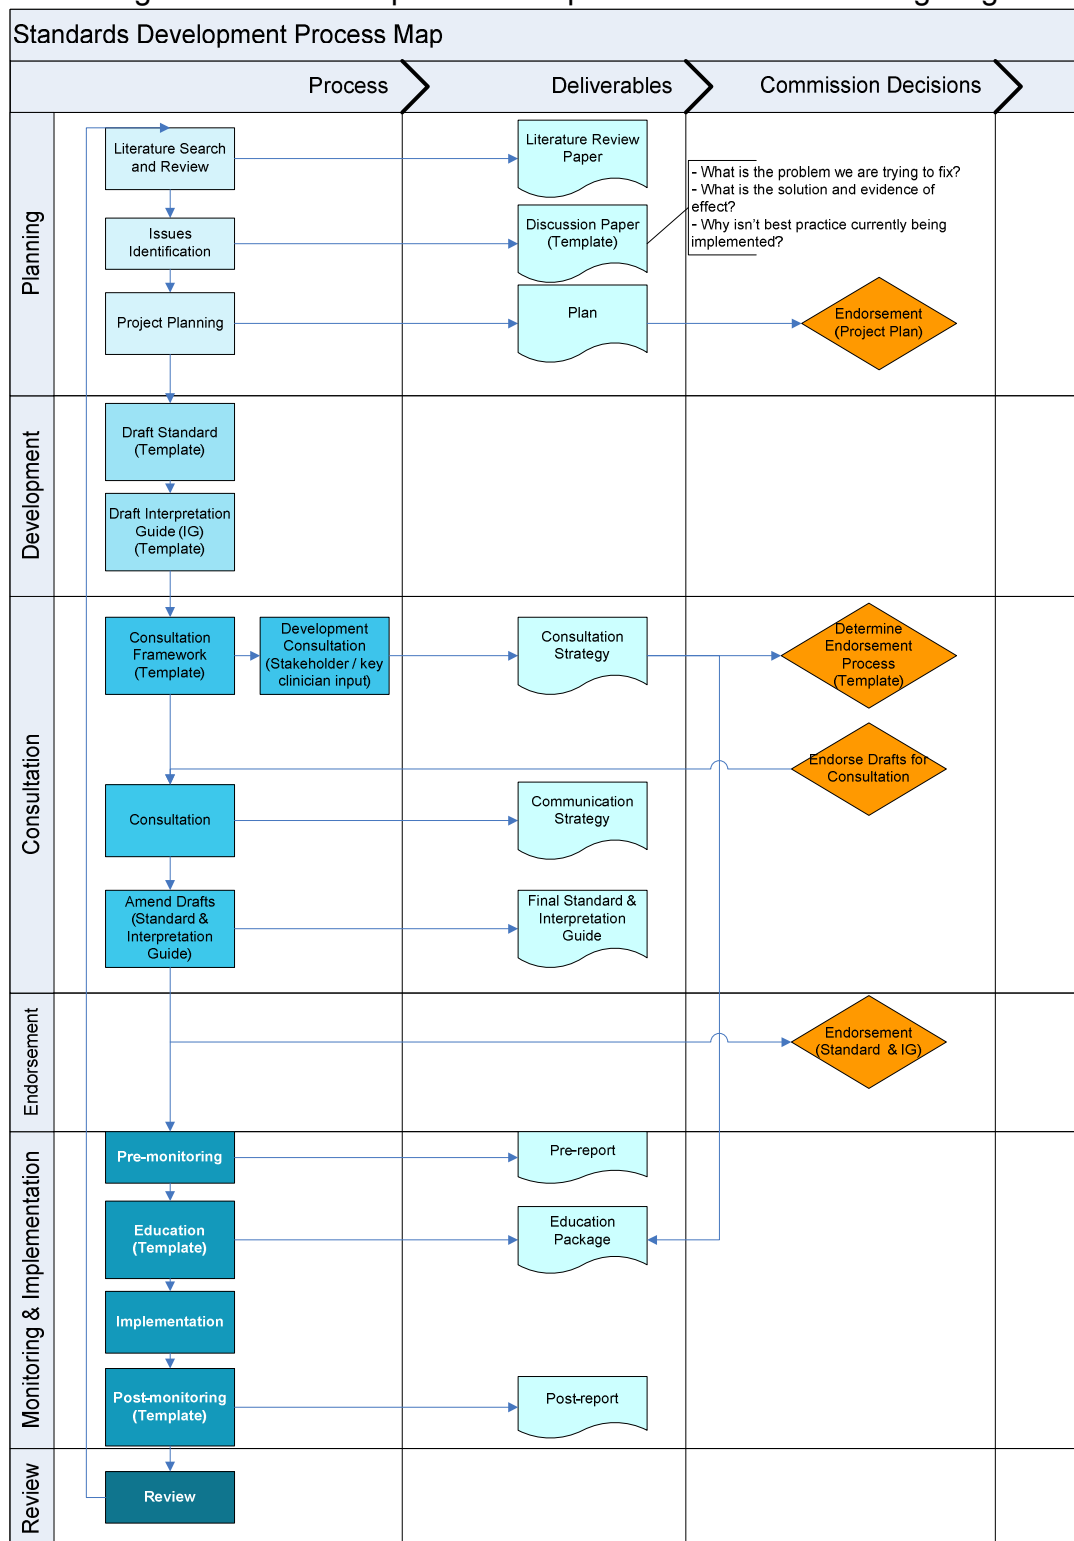 Standards Development Process Map
Process
Deliverables
Commission Decisions
Planning
Literature Search
and Review
Literature Review
Paper
- What is the problem we are trying to fix?
- What is the solution and evidence of
effect?
- Why isn't best practice currently being
implemented?
Issues
Identification
Discussion Paper
(Template)
Project Planning
Plan
Endorsement
(Project Plan)
Development
Draft Standard
(Template)
Draft Interpretation
Guide (IG)
(Template)
Consultation
Consultation
Framework
(Template)
Development
Consultation
(Stakeholder / key
clinician input)
Consultation
Strategy
Determine
Endorsement
Process
(Template)
Endorse Drafts for
Consultation
Consultation
Communication
Strategy
Amend Drafts
(Standard &
Interpretation
Guide)
Final Standard &
Interpretation
Guide
Endorsement
Endorsement
(Standard & IG)
Monitoring & Implementation
Pre-monitoring
Pre-report
Education
(Template)
Education
Package
Implementation
Post-monitoring
(Template)
Post-report
Review
Review